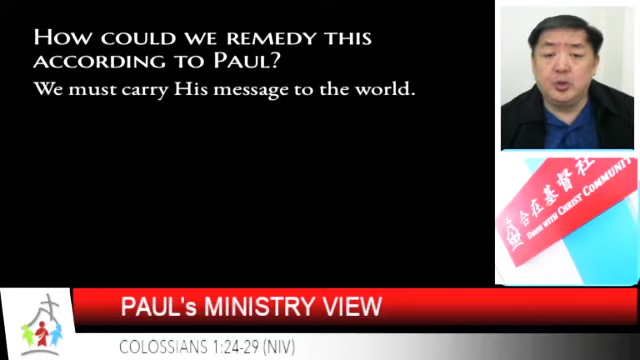 How could we remedy this
according to Paul?
We must carry His message to the world.
合在基督社
Union with Christ Communit
PAUL's MINISTRY VIEW
COLOSSIANS 1:24-29 (NIV)